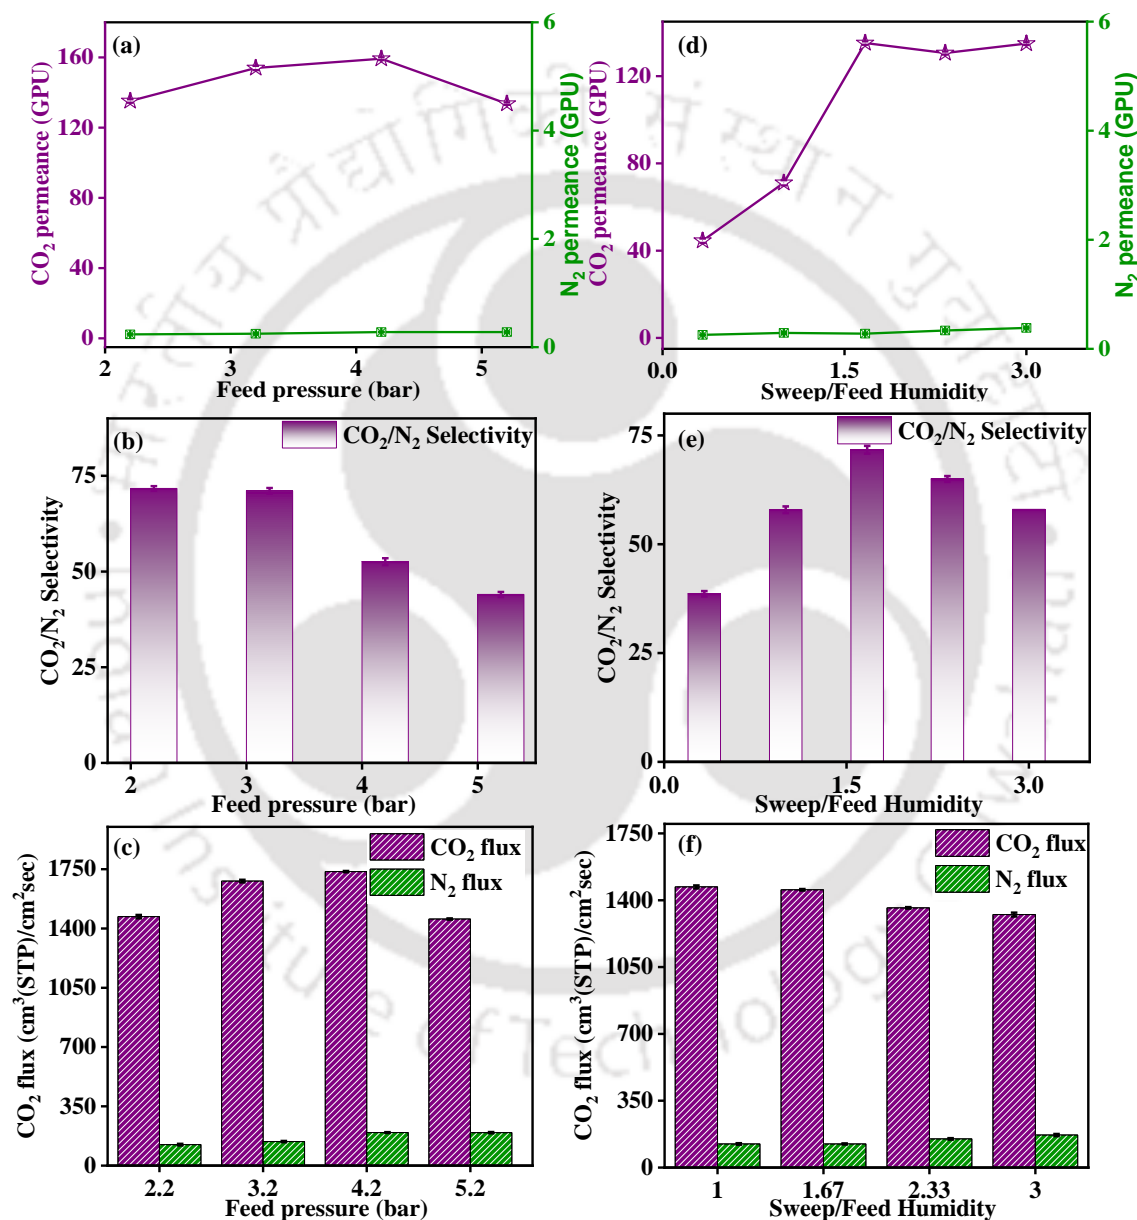 (a)
CO2 permeance (GPU)
160
120
80
40
0
6
4
2
0
N2 permeance (GPU)
2 3 4 5
Feed pressure (bar)
(d)
CO2 permeance (GPU)
120
80
40
0
6
4
2
0
N2 permeance (GPU)
0.0 1.5 3.0
Sweep/Feed Humidity
(b)
CO2/N2 Selectivity
CO2/N2 Selectivity
75
50
25
0
2 3 4 5
Feed pressure (bar)
(e)
CO2/N2 Selectivity
CO2/N2 Selectivity
75
50
25
0
0.0 1.5 3.0
Sweep/Feed Humidity
(c)
CO2 flux
N2 flux
CO2 flux (cm3(STP)/cm2sec)
1750
1400
1050
700
350
0
2.2 3.2 4.2 5.2
Feed pressure (bar)
(f)
CO2 flux
N2 flux
CO2 flux (cm3(STP)/cm2sec)
1750
1400
1050
700
350
0
1 1.67 2.33 3
Sweep/Feed Humidity
Institute of Technology